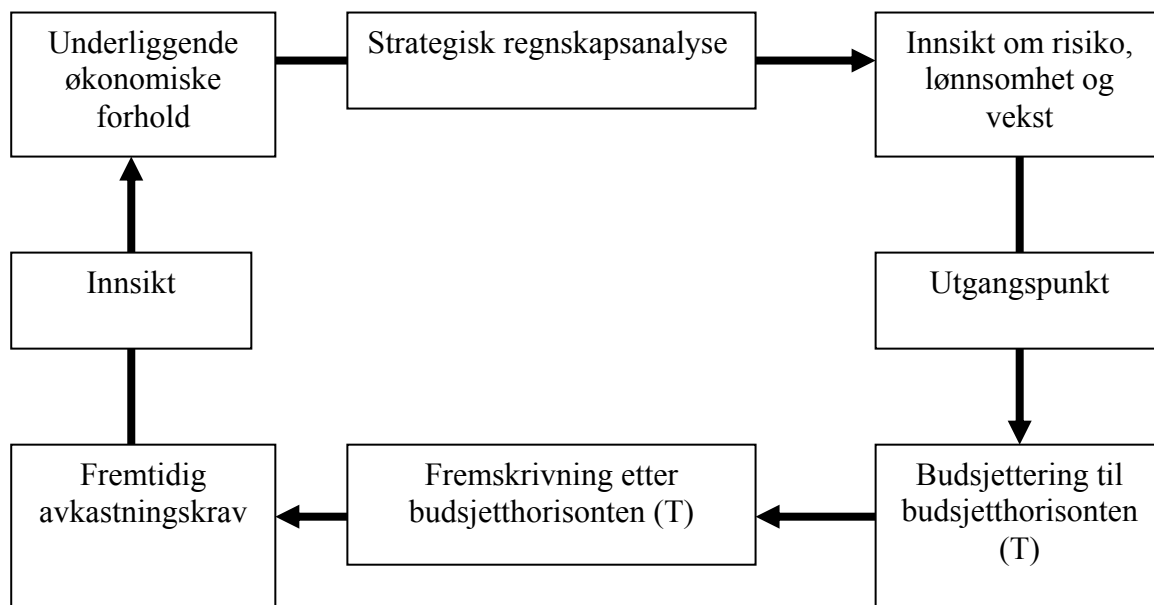 Underliggende
økonomiske
forhold
Strategisk regnskapsanalyse
Innsikt om risiko,
lønnsomhet og
vekst
Innsikt
Utgangspunkt
Fremtidig
avkastningskrav
Fremskrivning etter
budsjetthorisonten (T)
Budsjettering til
budsjetthorisonten
(T)